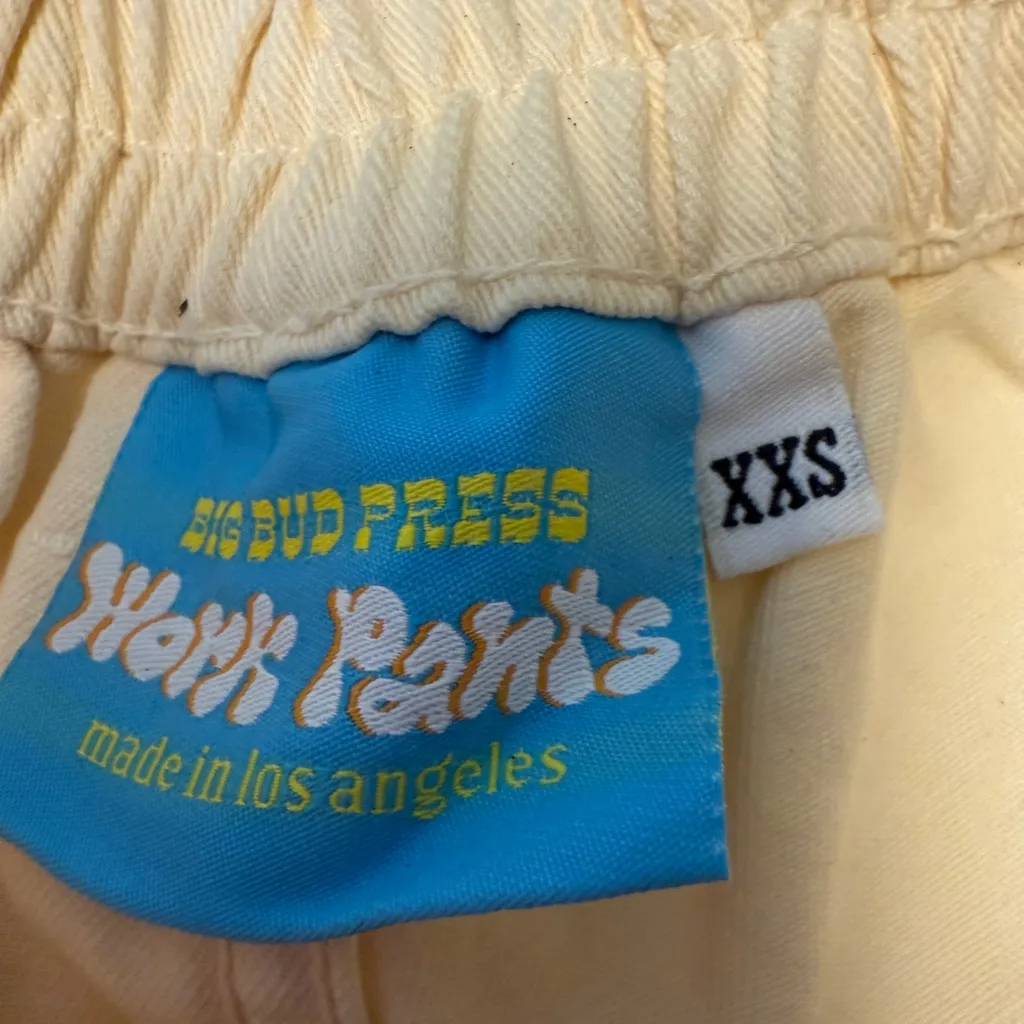 BIG BUD PRESS
Work Pants
made in los angeles
XXS